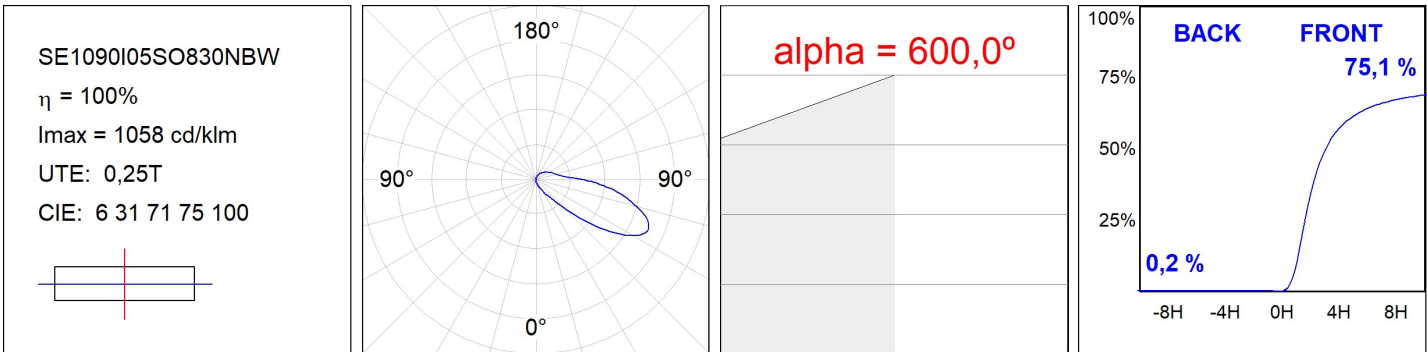 SE1090I05SO830NBW
η = 100%
Imax = 1058 cd/klm
UTE: 0,25T
CIE: 6 31 71 75 100
180°
90°
90°
0°
alpha = 600,0º
100%
BACK
FRONT
75,1 %
75%
50%
25%
0,2 %
-8H
-4H
0H
4H
8H